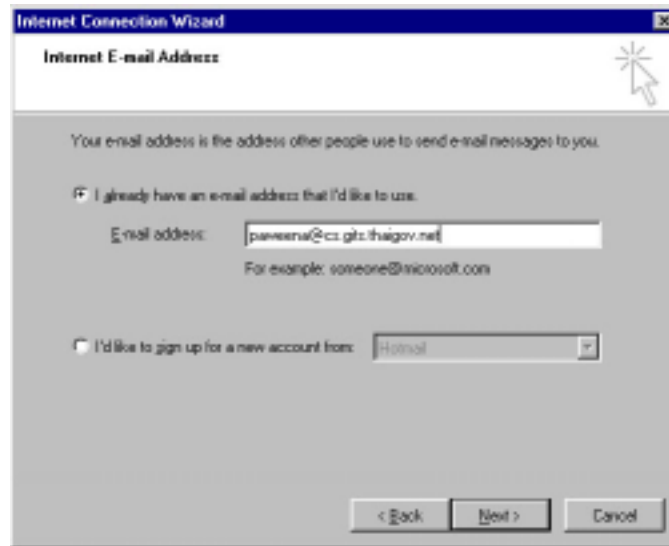 Internet Connection Wizard
Internet E-mail Address
Your e-mail address is the address other people use to send e-mail messages to you.
I already have an e-mail address that I'd like to use.
E-mail address: paweena@cs.gits.thaigov.net
For example: someone@microsoft.com
I'd like to sign up for a new account from: Hotmail
< Back Next > Cancel